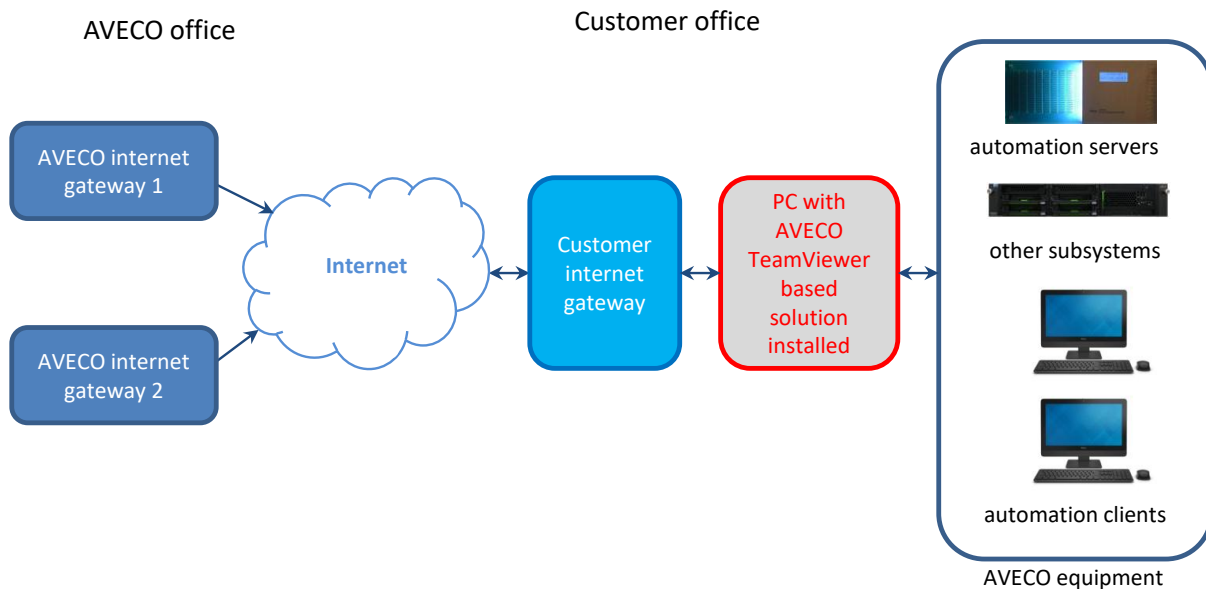 AVECO office
Customer office
AVECO internet
gateway 1
AVECO internet
gateway 2
Internet
Customer
internet
gateway
PC with
AVECO
TeamViewer
based
solution
installed
automation servers
other subsystems
automation clients
AVECO equipment